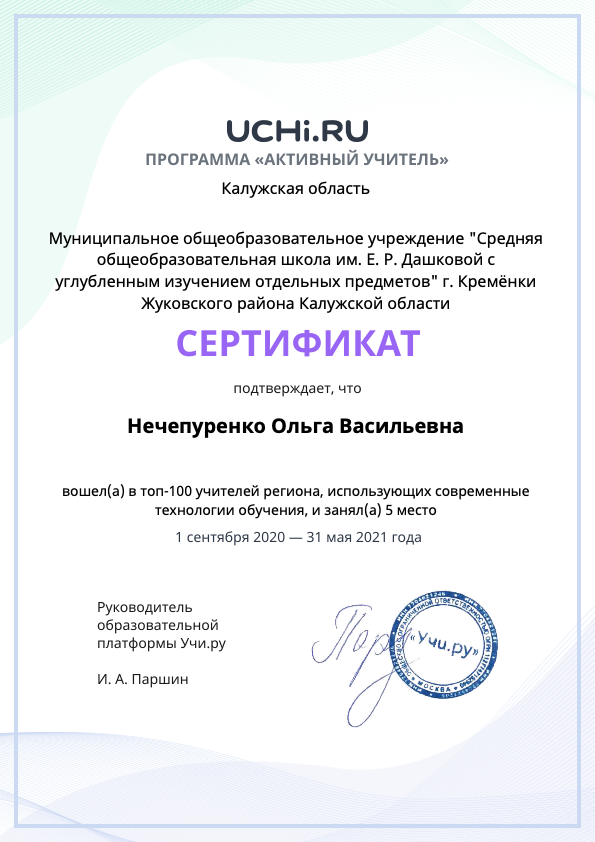 UCHi.RU
ПРОГРАММА «АКТИВНЫЙ УЧИТЕЛЬ»
Калужская область
Муниципальное общеобразовательное учреждение "Средняя
общеобразовательная школа им. Е. Р. Дашковой с
углубленным изучением отдельных предметов" г. Кремёнки
Жуковского района Калужской области
СЕРТИФИКАТ
подтверждает, что
Нечепуренко Ольга Васильевна
вошел(а) в топ-100 учителей региона, использующих современные
технологии обучения, и занял(а) 5 место
1 сентября 2020 — 31 мая 2021 года
Руководитель
образовательной
платформы Учи.ру
И. А. Паршин
«Учи.ру»
МОСКВА